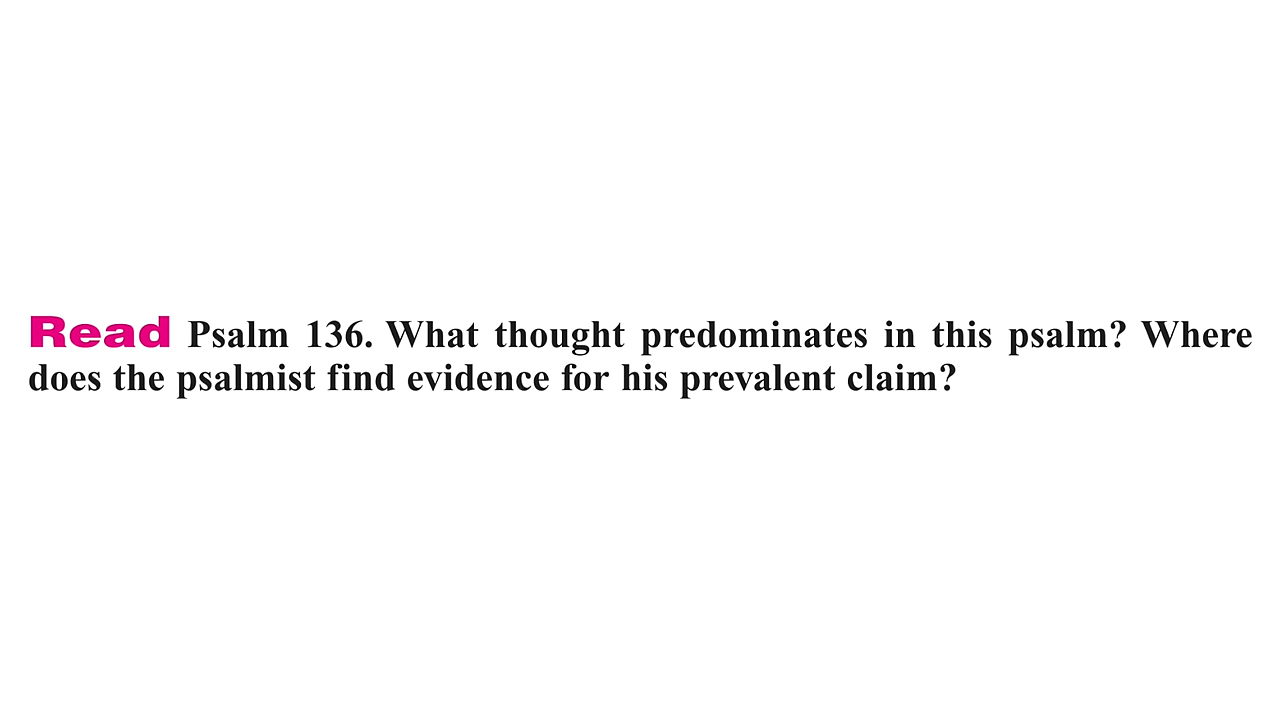 Read Psalm 136. What thought predominates in this psalm? Where
does the psalmist find evidence for his prevalent claim?